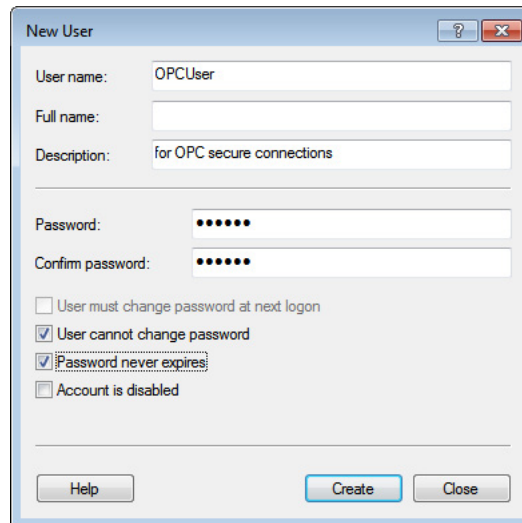 New User
User name: OPCUser
Full name:
Description: for OPC secure connections
Password: ••••••
Confirm password: ••••••
User must change password at next logon
User cannot change password
Password never expires
Account is disabled
Help Create Close